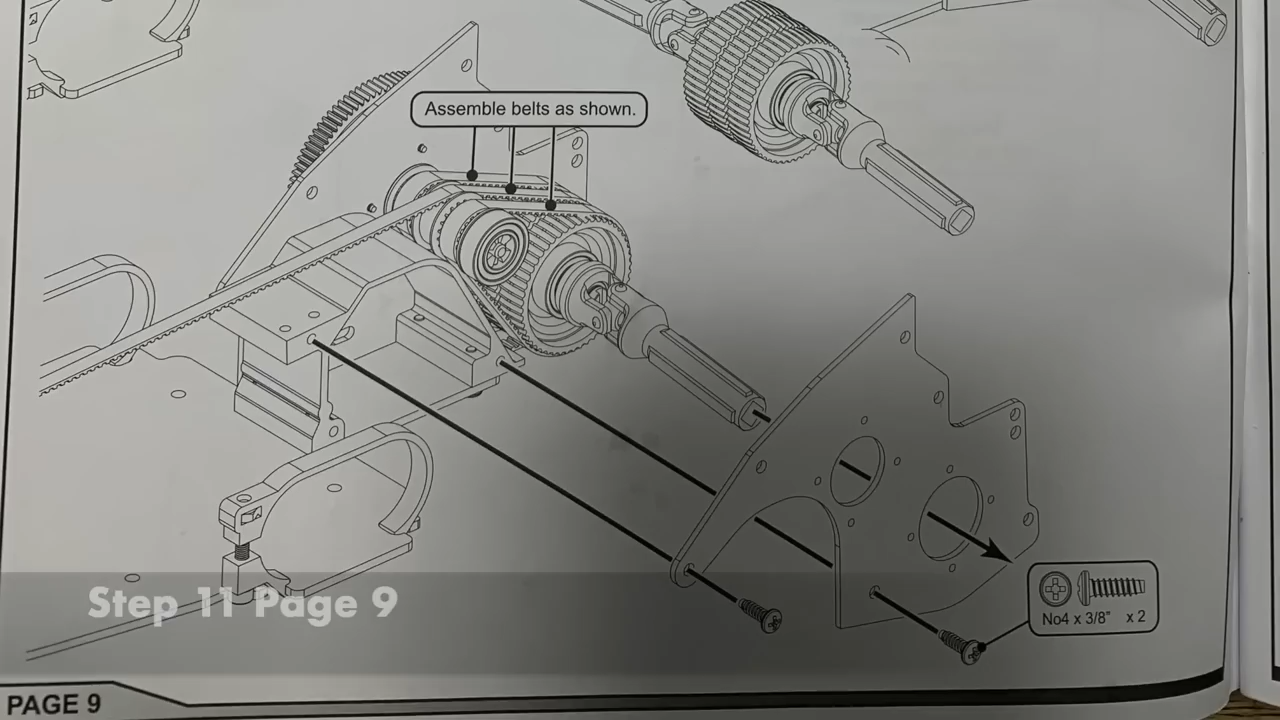 Assemble belts as shown.
Step 11 Page 9
No4 x 3/8" x 2
PAGE 9